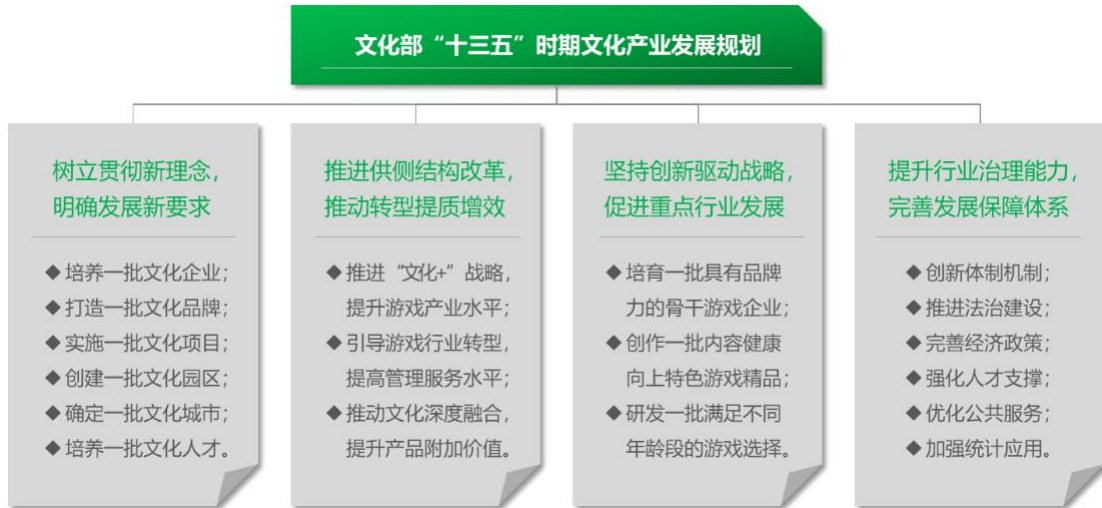 文化部“十三五”时期文化产业发展规划
树立贯彻新理念，
明确发展新要求
◆培养一批文化企业；
◆打造一批文化品牌；
◆实施一批文化项目；
◆创建一批文化园区；
◆确定一批文化城市；
◆培养一批文化人才。
推进供侧结构改革，
推动转型提质增效
◆推进“文化+”战略，
提升游戏产业水平；
◆引导游戏行业转型，
提高管理服务水平；
◆推动文化深度融合，
提升产品附加价值。
坚持创新驱动战略，
促进重点行业发展
◆培育一批具有品牌
力的骨干游戏企业；
◆创作一批内容健康
向上特色游戏精品；
◆研发一批满足不同
年龄段的游戏选择。
提升行业治理能力，
完善发展保障体系
◆创新体制机制；
◆推进法治建设；
◆完善经济政策；
◆强化人才支撑；
◆优化公共服务；
◆加强统计应用。